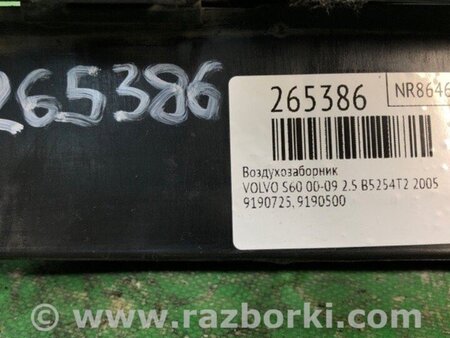 265386
265386
NR8646
Воздухозаборник
VOLVO S60 00-09 2.5 B5254T2 2005
9190725, 9190500
www.razborki.com